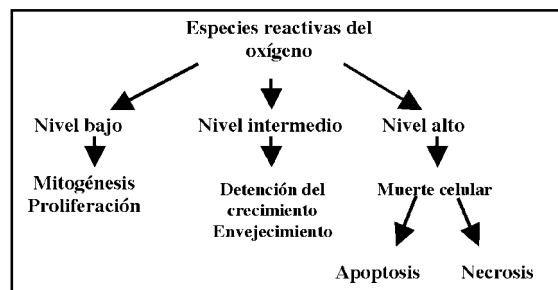 Especies reactivas del
oxígeno
Nivel bajo
Nivel intermedio
Nivel alto
Mitogénesis
Proliferación
Detención del
crecimiento
Envejecimiento
Muerte celular
Apoptosis
Necrosis